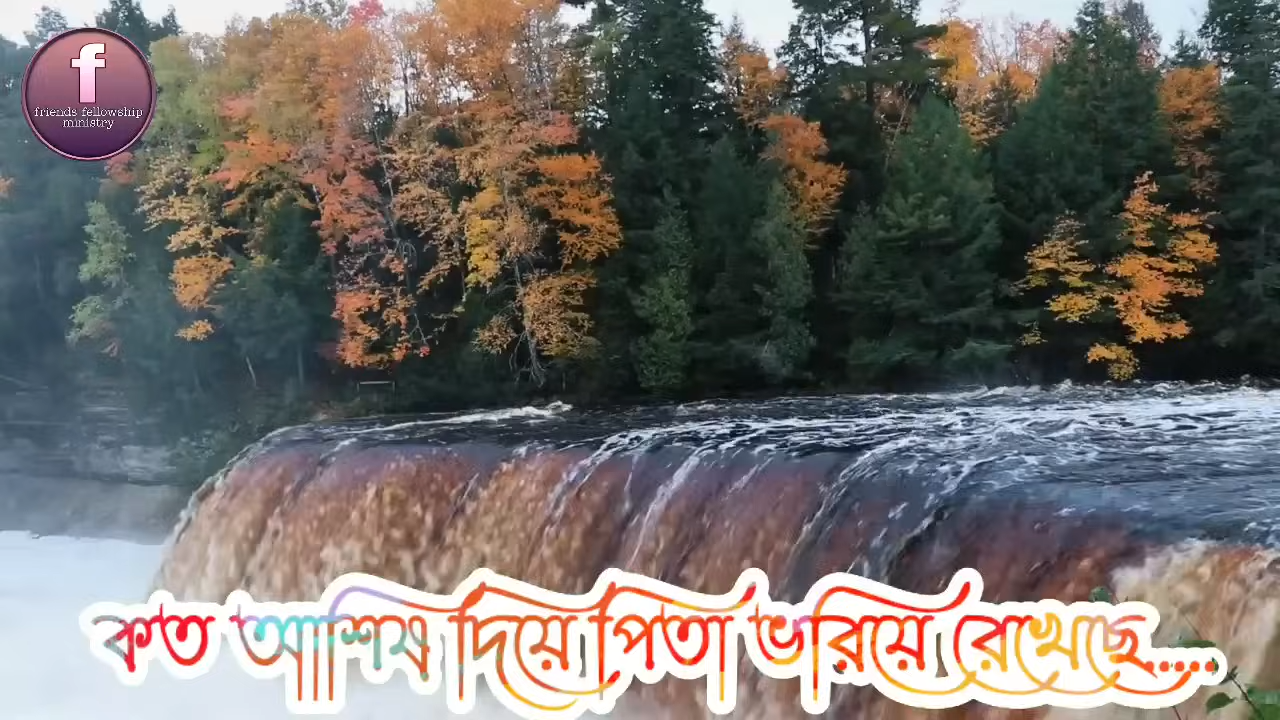 f
friends fellowship
ministry
কত আশিষ দিয়ে পিতা ভরিয়ে রেখেছে.....